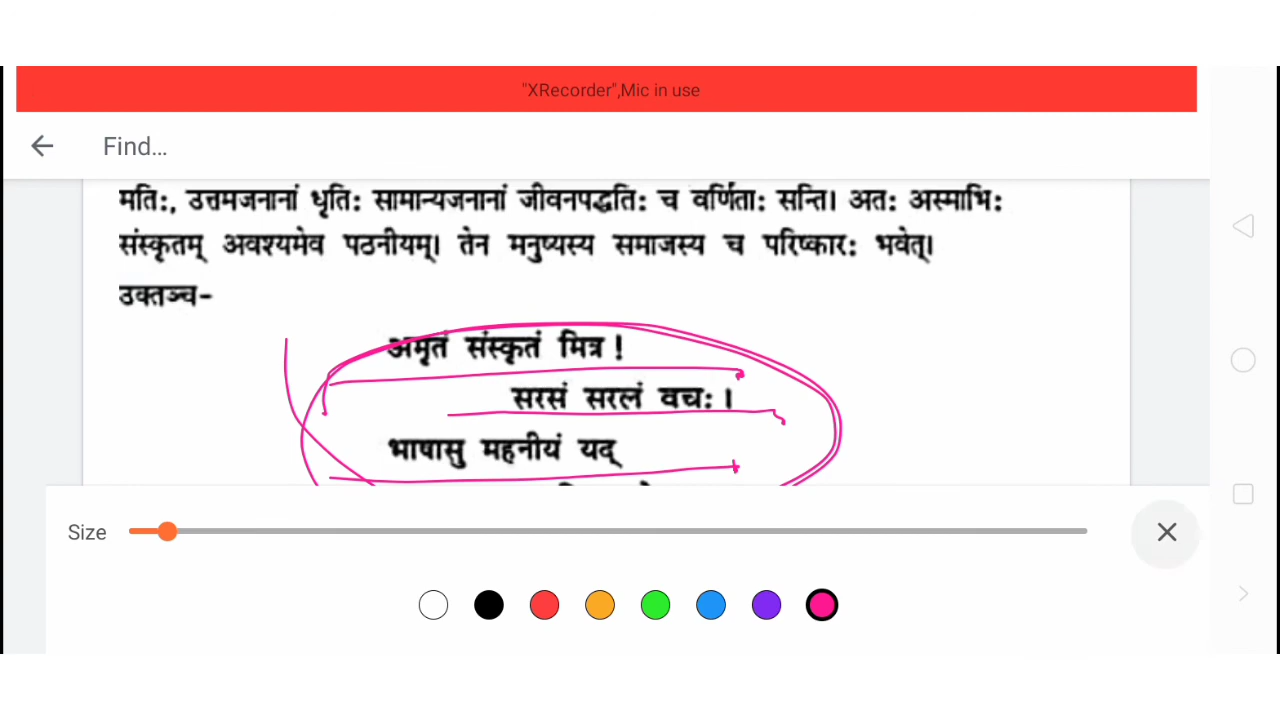 "XRecorder",Mic in use
Find...
मतिः, उत्तमजनानां धृतिः सामान्यजनानां जीवनपद्धतिः च वर्णिताः सन्ति। अतः अस्माभिः
संस्कृतम् अवश्यमेव पठनीयम्। तेन मनुष्यस्य समाजस्य च परिष्कारः भवेत्।
उक्तञ्च-
अमृतं संस्कृतं मित्र!
सरसं सरलं वचः।
भाषासु महनीयं यद्
Size